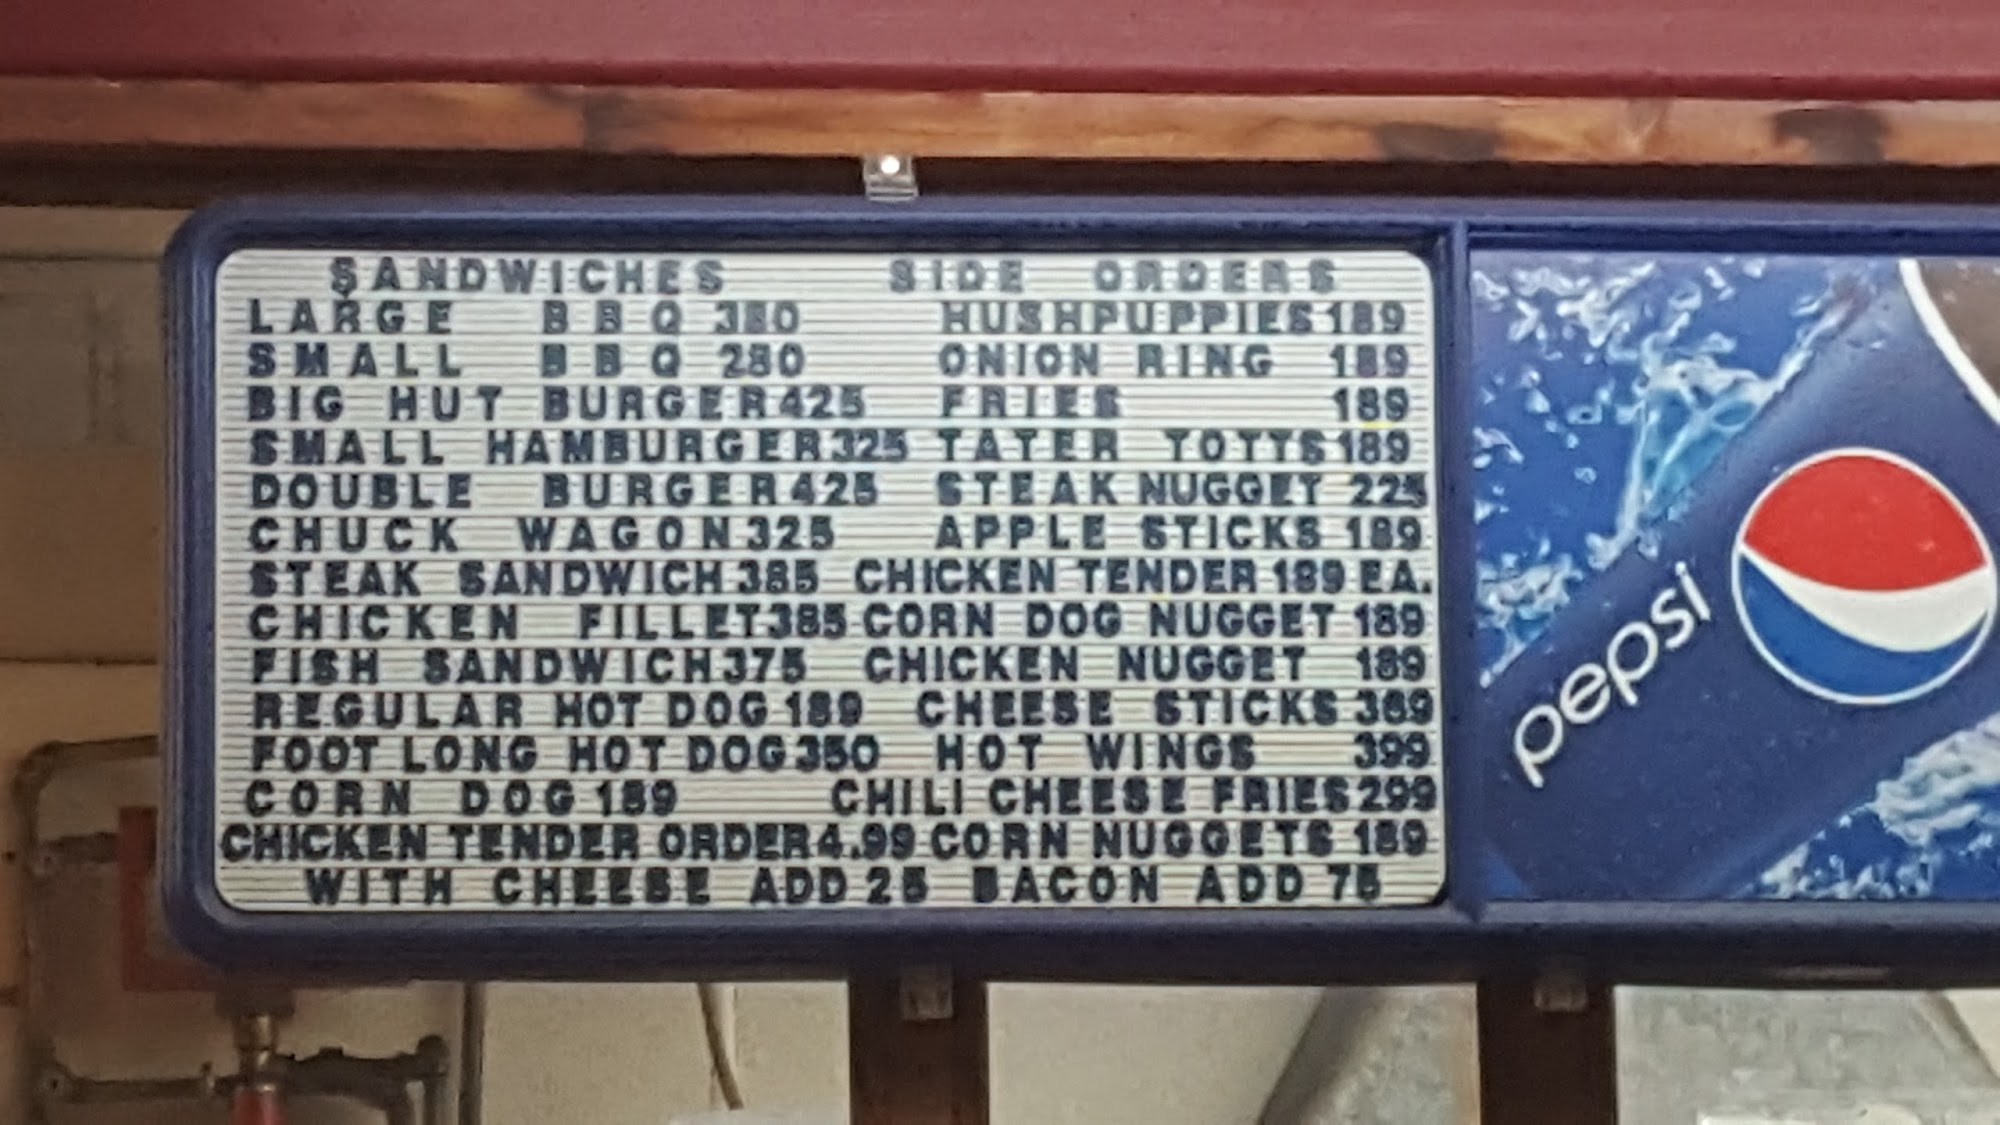 SANDWICHES SIDE ORDERS
LARGE BBQ 380 HUSHPUPPIES 189
SMALL BBQ 280 ONION RING 189
BIG HUT BURGER 425 FRIES 189
SMALL HAMBURGER 325 TATER TOTTS 189
DOUBLE BURGER 425 STEAK NUGGET 225
CHUCK WAGON 325 APPLE STICKS 189
STEAK SANDWICH 385 CHICKEN TENDER 189 EA.
CHICKEN FILLET 385 CORN DOG NUGGET 189
FISH SANDWICH 375 CHICKEN NUGGET 189
REGULAR HOT DOG 189 CHEESE STICKS 389
FOOT LONG HOT DOG 350 HOT WINGS 399
CORN DOG 189 CHILI CHEESE FRIES 299
CHICKEN TENDER ORDER 4.99 CORN NUGGETS 189
WITH CHEESE ADD 25 BACON ADD 75
pepsi